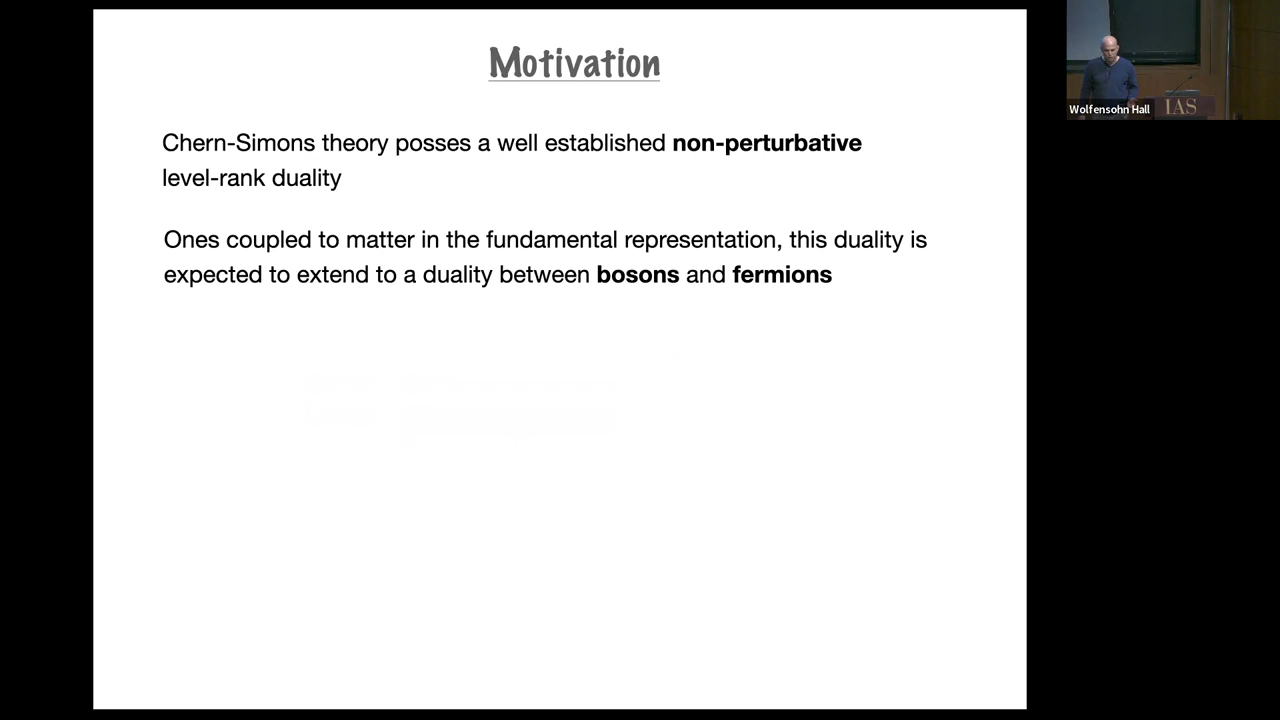 Motivation
Chern-Simons theory posses a well established non-perturbative
level-rank duality
Ones coupled to matter in the fundamental representation, this duality is
expected to extend to a duality between bosons and fermions
Wolfensohn Hall
IAS